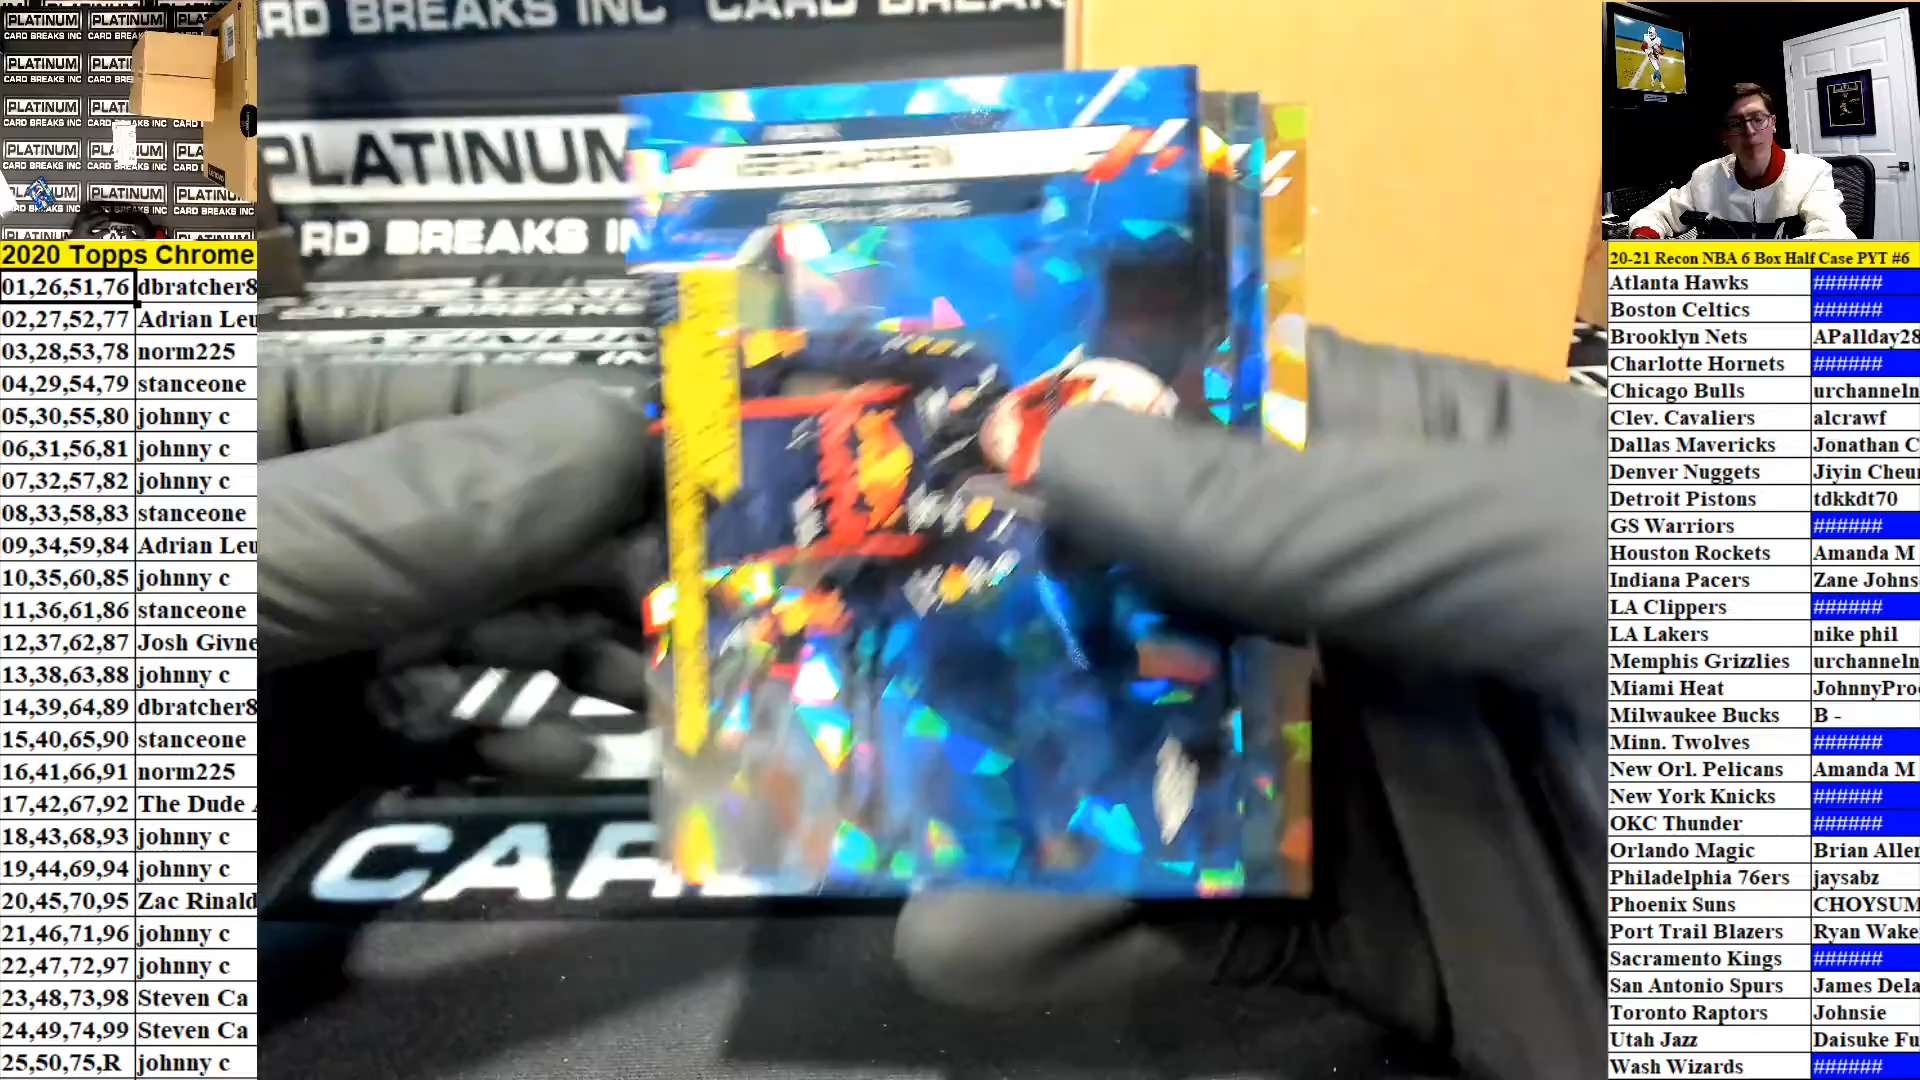 PLATINUM
CARD BREAKS INC
PLATINUM
RD BREAKS IN
CAR
VERSTAPPEN
2020 Topps Chrome
01,26,51,76 dbratcher8
02,27,52,77 Adrian Leu
03,28,53,78 norm225
04,29,54,79 stanceone
05,30,55,80 johnny c
06,31,56,81 johnny c
07,32,57,82 johnny c
08,33,58,83 stanceone
09,34,59,84 Adrian Leu
10,35,60,85 johnny c
11,36,61,86 stanceone
12,37,62,87 Josh Givne
13,38,63,88 johnny c
14,39,64,89 dbratcher8
15,40,65,90 stanceone
16,41,66,91 norm225
17,42,67,92 The Dude
18,43,68,93 johnny c
19,44,69,94 johnny c
20,45,70,95 Zac Rinald
21,46,71,96 johnny c
22,47,72,97 johnny c
23,48,73,98 Steven Ca
24,49,74,99 Steven Ca
25,50,75,R johnny c
20-21 Recon NBA 6 Box Half Case PYT #6
Atlanta Hawks ######
Boston Celtics ######
Brooklyn Nets APallday28
Charlotte Hornets ######
Chicago Bulls urchanneln
Clev. Cavaliers alcrawf
Dallas Mavericks Jonathan C
Denver Nuggets Jiyin Cheun
Detroit Pistons tdkkdt70
GS Warriors ######
Houston Rockets Amanda M
Indiana Pacers Zane Johns
LA Clippers ######
LA Lakers nike phil
Memphis Grizzlies urchanneln
Miami Heat JohnnyProc
Milwaukee Bucks B -
Minn. Twolves ######
New Orl. Pelicans Amanda M
New York Knicks ######
OKC Thunder ######
Orlando Magic Brian Allen
Philadelphia 76ers jaysabz
Phoenix Suns CHOYSUM
Port Trail Blazers Ryan Wake
Sacramento Kings ######
San Antonio Spurs James Dela
Toronto Raptors Johnsie
Utah Jazz Daisuke Fu
Wash Wizards ######